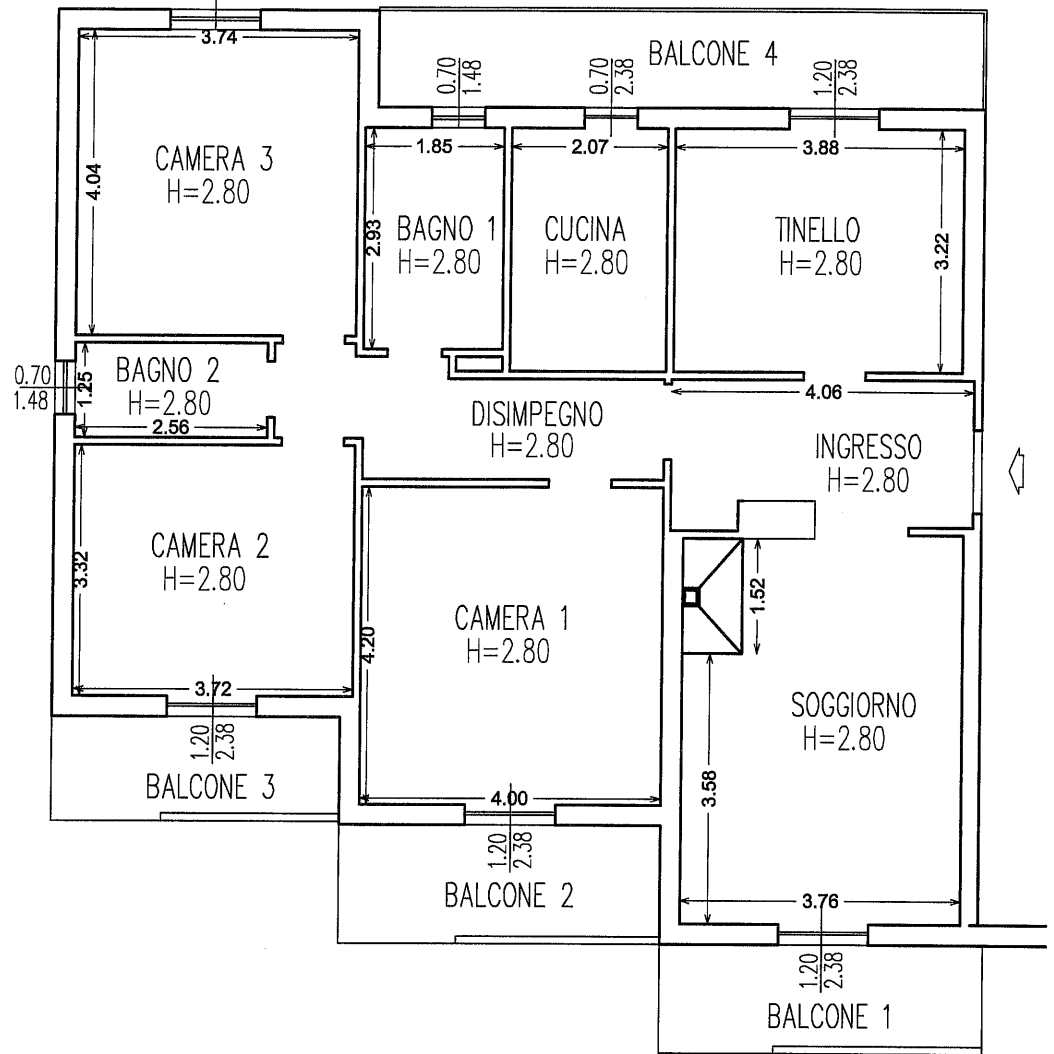 3.74
BALCONE 4
0.70
1.48
0.70
2.38
1.20
2.38
CAMERA 3
H=2.80
4.04
1.85
2.07
3.88
2.93
BAGNO 1
H=2.80
CUCINA
H=2.80
TINELLO
H=2.80
3.22
0.70
1.48
1.25
BAGNO 2
H=2.80
2.56
DISIMPEGNO
H=2.80
4.06
INGRESSO
H=2.80
CAMERA 2
H=2.80
3.32
3.72
CAMERA 1
H=2.80
4.20
4.00
1.52
SOGGIORNO
H=2.80
3.58
3.76
1.20
2.38
BALCONE 3
1.20
2.38
BALCONE 2
1.20
2.38
BALCONE 1